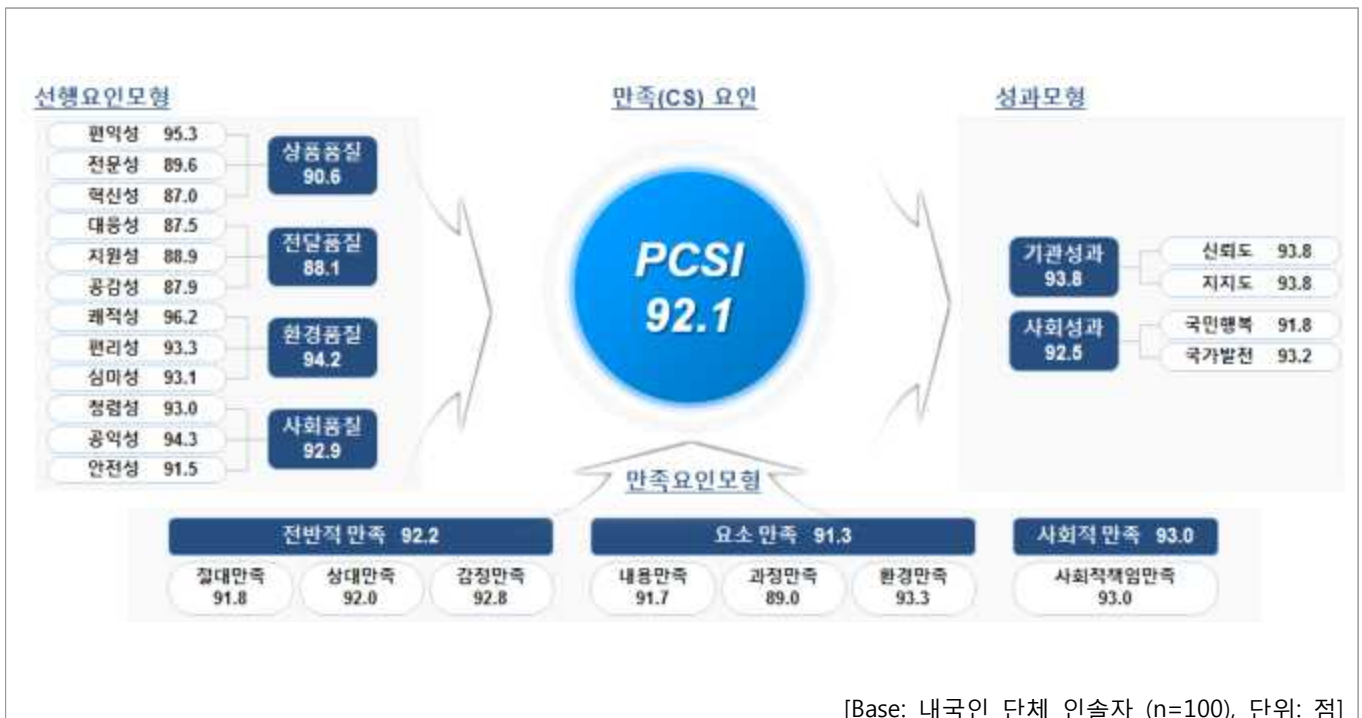 선행요인모형
만족(CS) 요인
성과모형
편익성 95.3
전문성 89.6
혁신성 87.0
상품품질
90.6
대응성 87.5
지원성 88.9
공감성 87.9
전달품질
88.1
쾌적성 96.2
편리성 93.3
심미성 93.1
환경품질
94.2
청렴성 93.0
공익성 94.3
안전성 91.5
사회품질
92.9
PCSI
92.1
기관성과
93.8
신뢰도 93.8
지지도 93.8
사회성과
92.5
국민행복 91.8
국가발전 93.2
만족요인모형
전반적 만족 92.2
절대만족
91.8
상대만족
92.0
감정만족
92.8
요소 만족 91.3
내용만족
91.7
과정만족
89.0
환경만족
93.3
사회적 만족 93.0
사회적책임만족
93.0
[Base: 내국인 단체 인솔자 (n=100), 단위: 점]